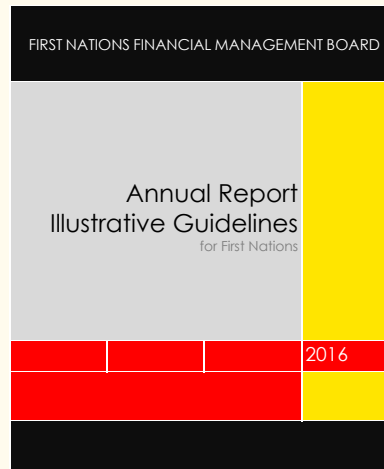 FIRST NATIONS FINANCIAL MANAGEMENT BOARD
Annual Report
Illustrative Guidelines
for First Nations
2016